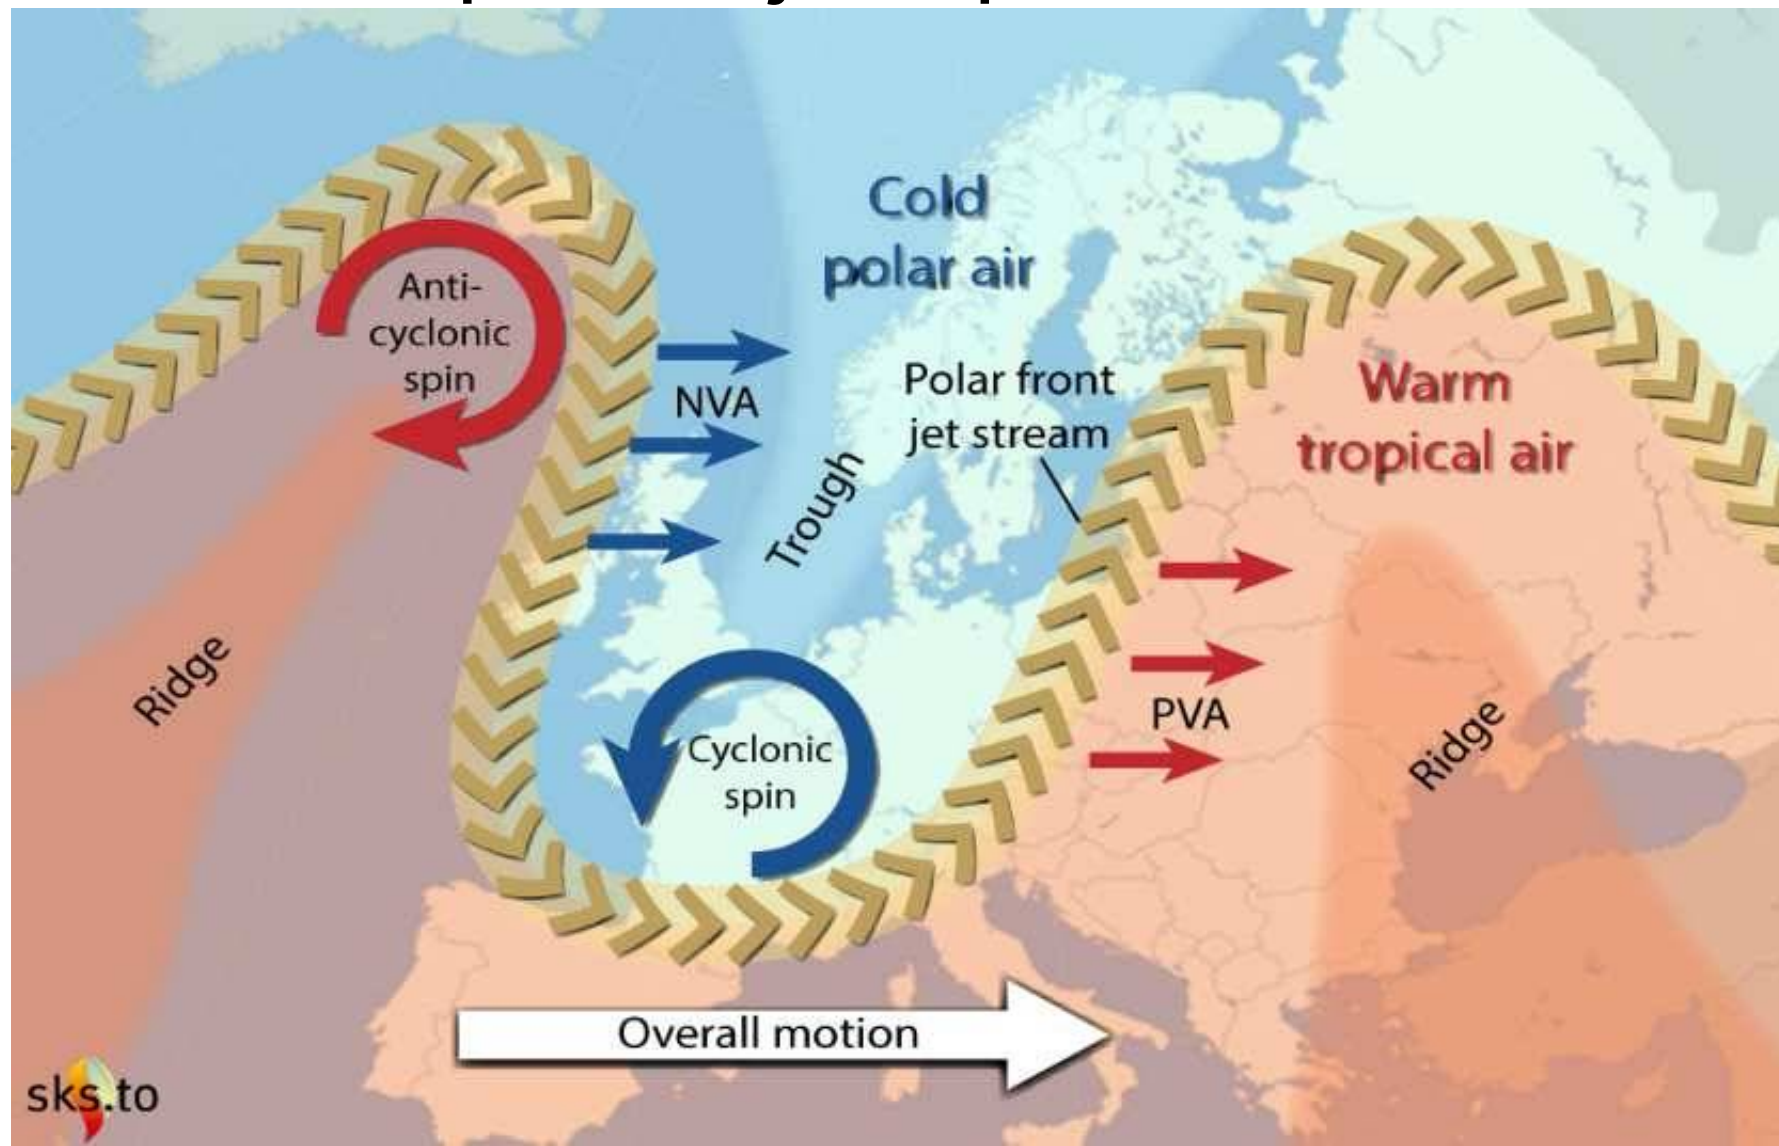 Cold
polar air
Anti-
cyclonic
spin
NVA
Polar front
jet stream
Warm
tropical air
Trough
Ridge
Cyclonic
spin
PVA
Ridge
Overall motion
sks.to